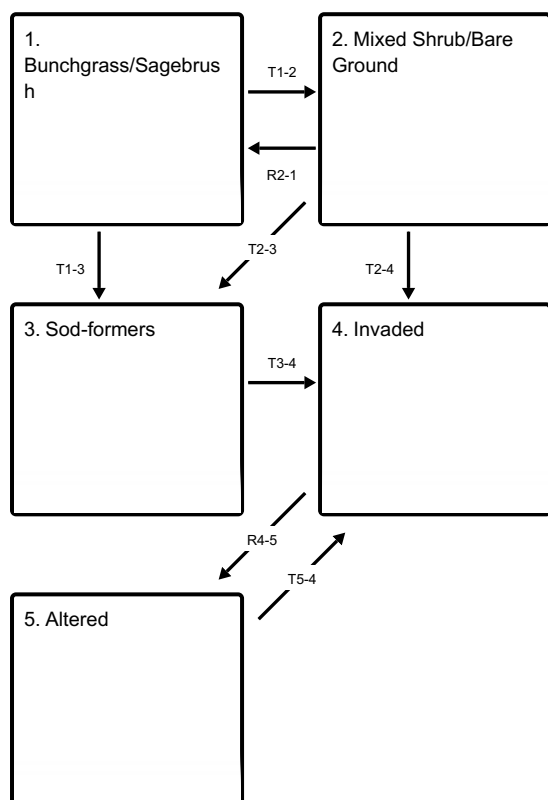 1.
Bunchgrass/Sagebrus
h
2. Mixed Shrub/Bare
Ground
T1-2
R2-1
T1-3
T2-3
T2-4
3. Sod-formers
4. Invaded
T3-4
R4-5
T5-4
5. Altered